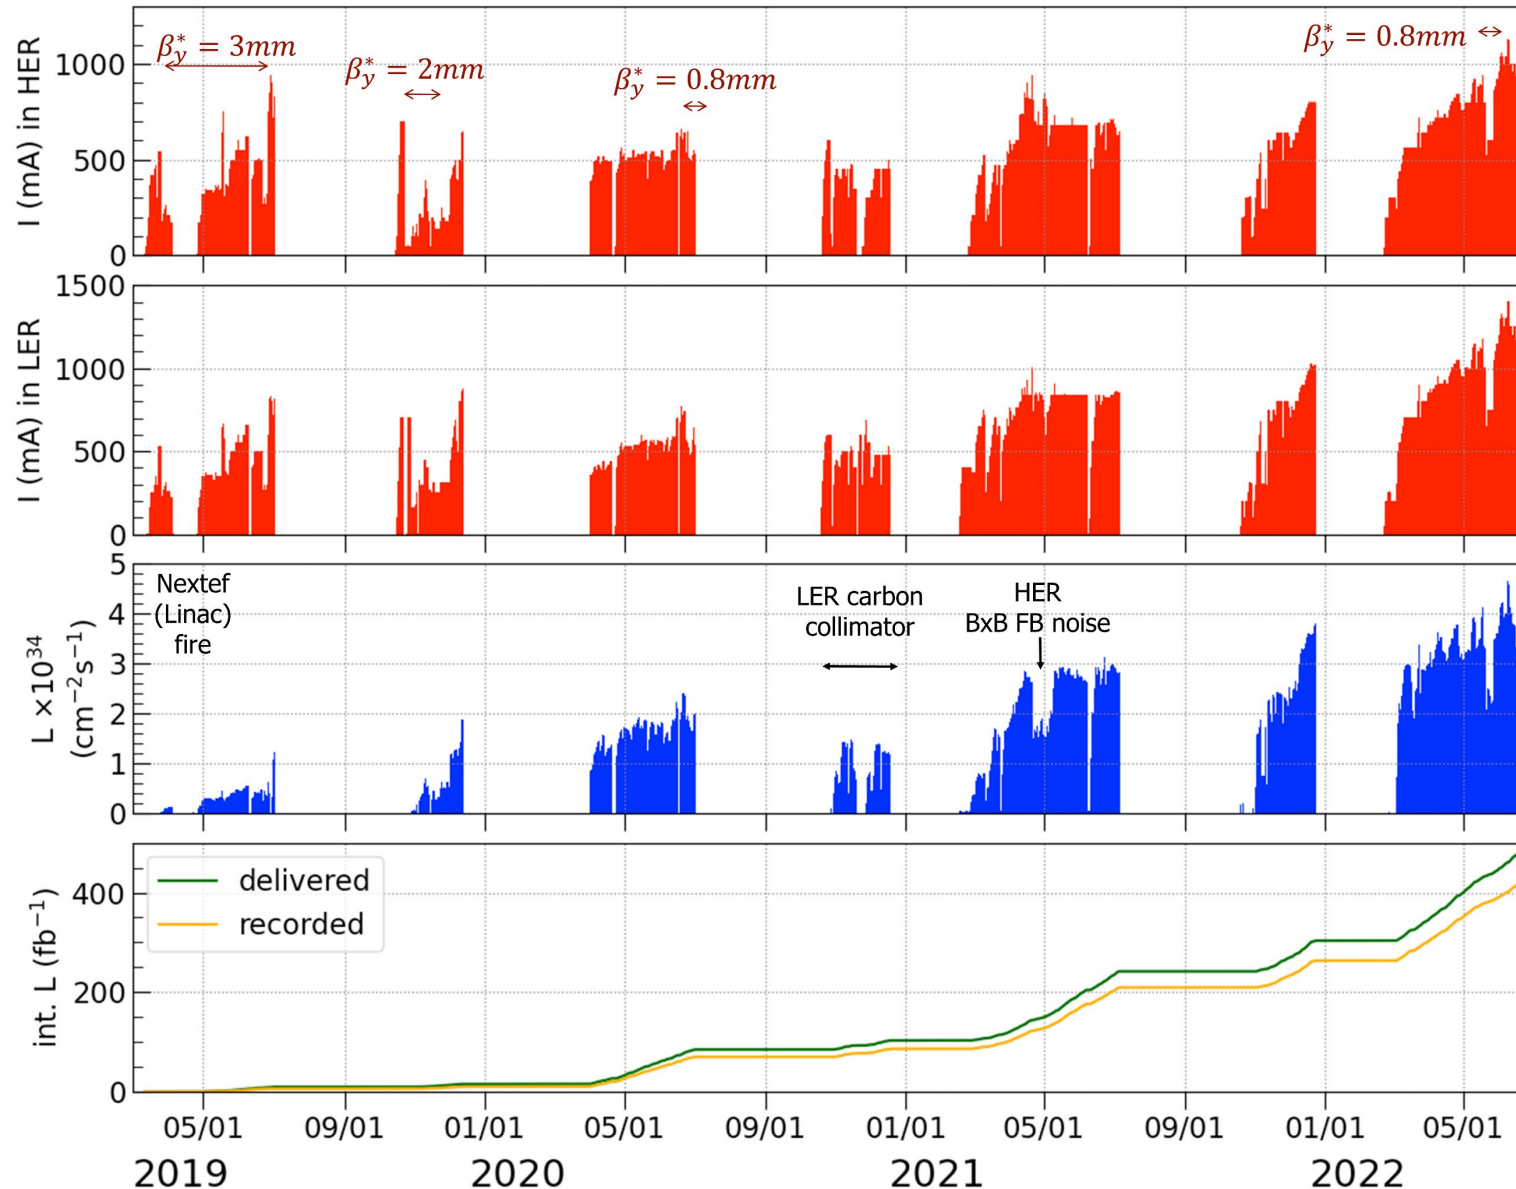 I (mA) in HER
1000
500
0
β*y = 3mm
β*y = 2mm
β*y = 0.8mm
β*y = 0.8mm
I (mA) in LER
1500
1000
500
0
L ×10³⁴
(cm⁻²s⁻¹)
5
4
3
2
1
0
Nextef
(Linac)
fire
LER carbon
collimator
HER
BxB FB noise
int. L (fb⁻¹)
400
200
0
delivered
recorded
05/01 09/01 01/01 05/01 09/01 01/01 05/01 09/01 01/01 05/01
2019 2020 2021 2022